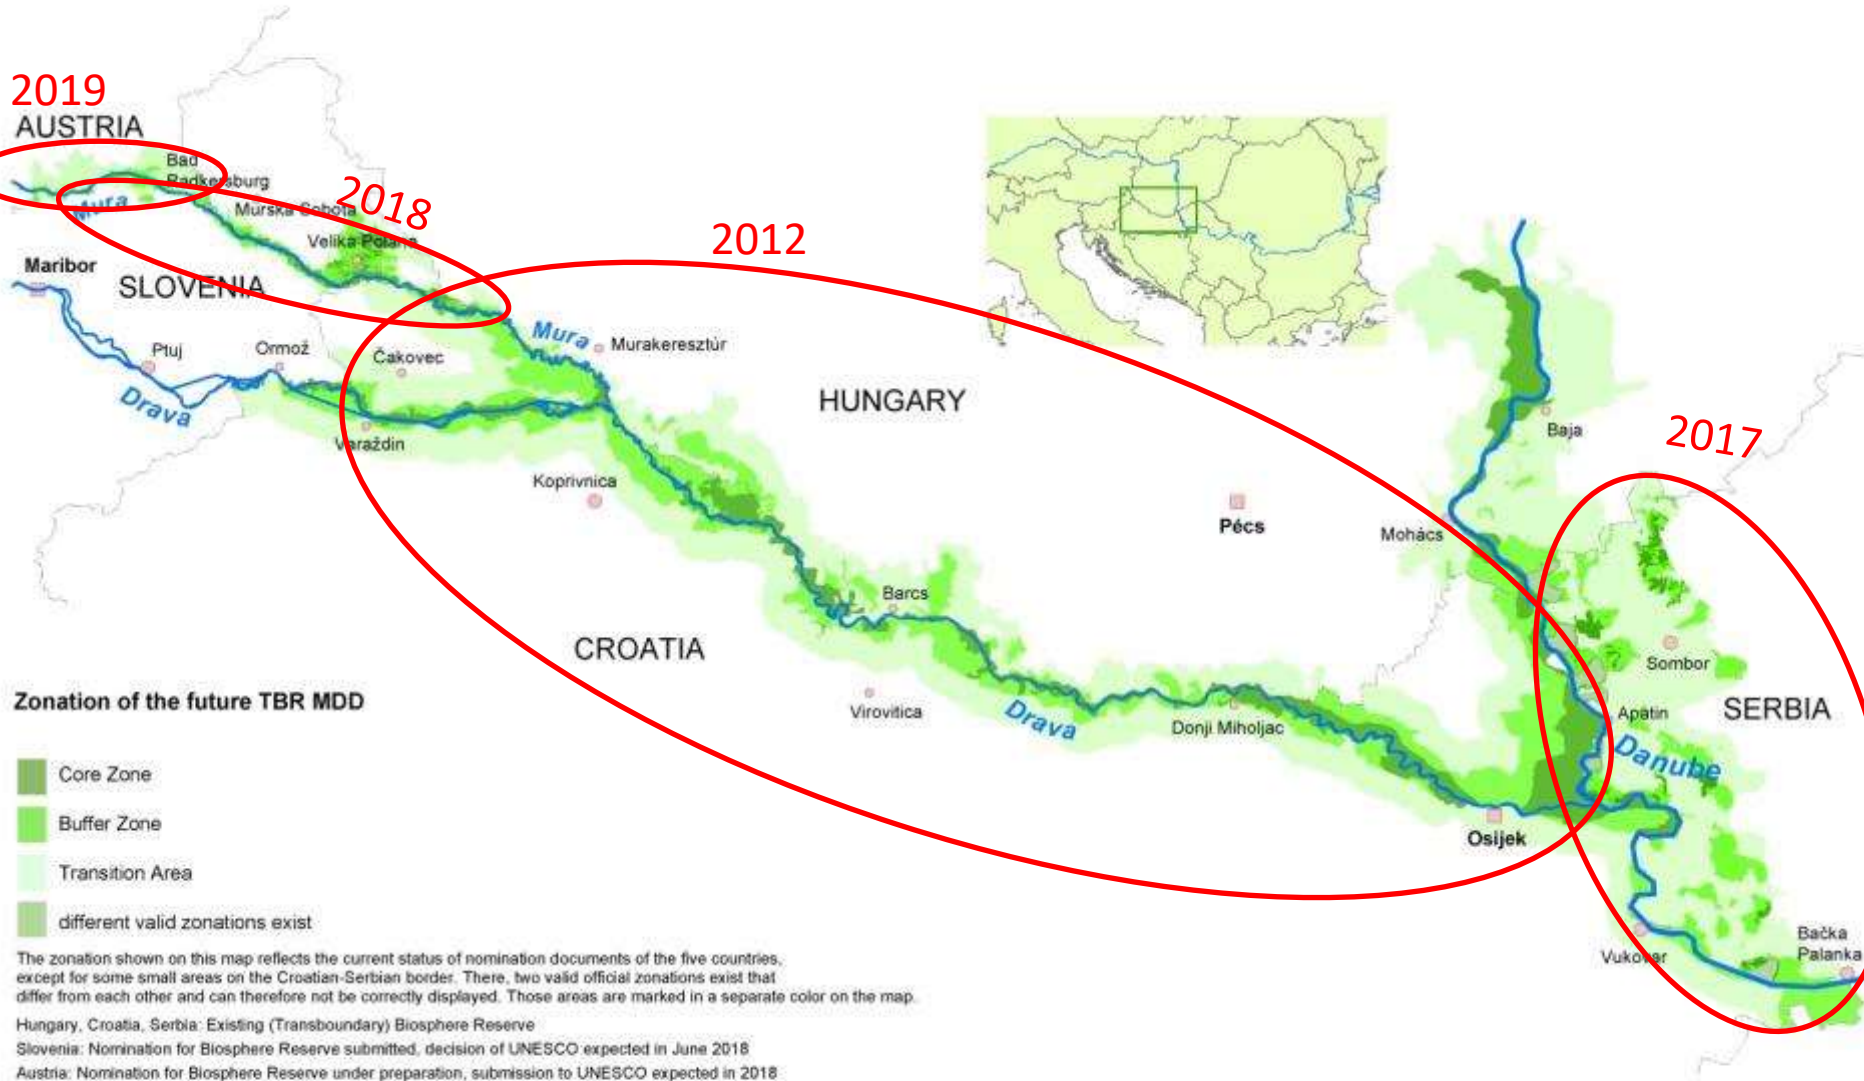 2019
AUSTRIA
Bad
Radkersburg
Mura
Murska Sobota
2018
Velika Polana
2012
Maribor
SLOVENIA
Mura
Murakeresztúr
Ptuj
Ormož
Čakovec
HUNGARY
Drava
Varaždin
Baja
2017
Koprivnica
Pécs
Mohács
Barcs
CROATIA
Sombor
Zonation of the future TBR MDD
Virovitica
Drava
Donji Miholjac
Apatin
SERBIA
Danube
Core Zone
Buffer Zone
Osijek
Transition Area
different valid zonations exist
Bačka
Palanka
Vukovar
The zonation shown on this map reflects the current status of nomination documents of the five countries,
except for some small areas on the Croatian-Serbian border. There, two valid official zonations exist that
differ from each other and can therefore not be correctly displayed. Those areas are marked in a separate color on the map.
Hungary, Croatia, Serbia: Existing (Transboundary) Biosphere Reserve
Slovenia: Nomination for Biosphere Reserve submitted, decision of UNESCO expected in June 2018
Austria: Nomination for Biosphere Reserve under preparation, submission to UNESCO expected in 2018